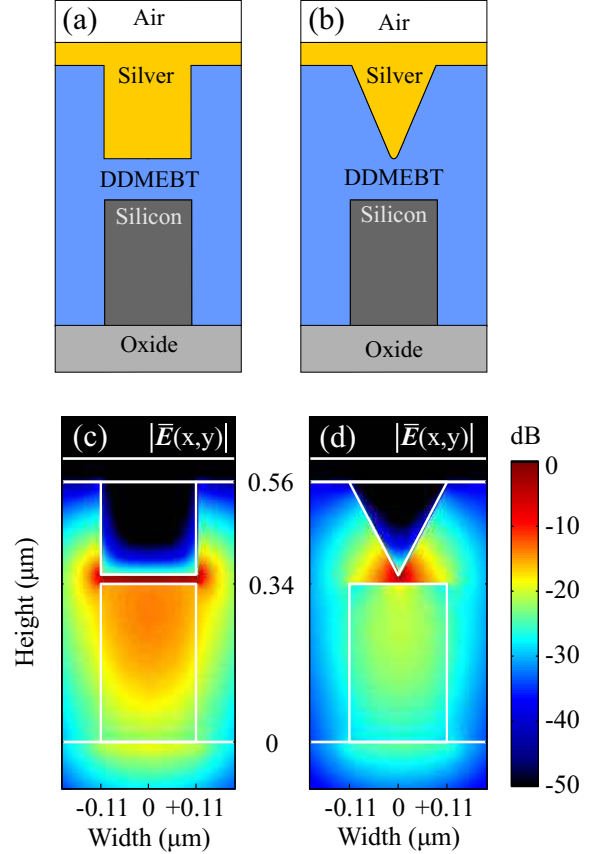 (a)
Air
Silver
DDMEBT
Silicon
Oxide
(b)
Air
Silver
DDMEBT
Silicon
Oxide
(c) |E̅(x,y)|
(d) |E̅(x,y)|
dB
0
-10
-20
-30
-40
-50
0.56
0.34
0
Height (µm)
-0.11 0 +0.11
Width (µm)
-0.11 0 +0.11
Width (µm)